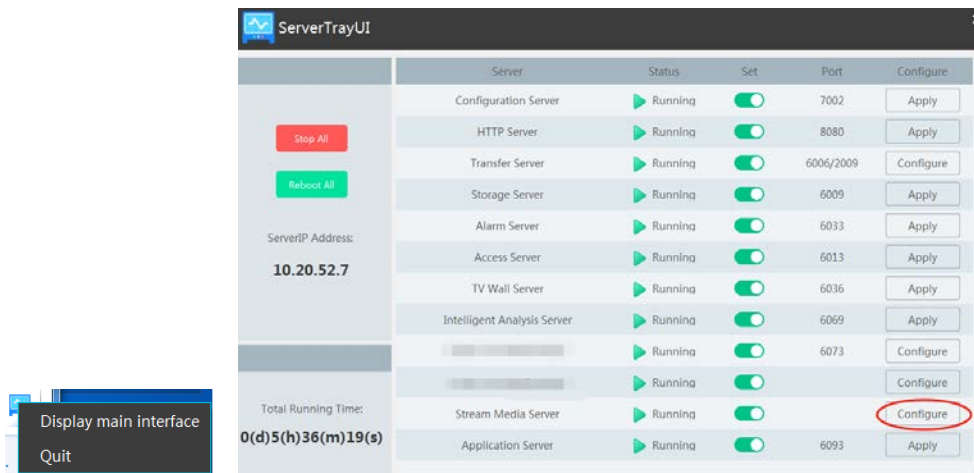 ServerTrayUI
Server Status Set Port Configure
Configuration Server Running 7002 Apply
HTTP Server Running 8080 Apply
Transfer Server Running 6006/2009 Configure
Storage Server Running 6009 Apply
Alarm Server Running 6033 Apply
Access Server Running 6013 Apply
TV Wall Server Running 6036 Apply
Intelligent Analysis Server Running 6069 Apply
Running 6073 Configure
Running Configure
Stream Media Server Running Configure
Application Server Running 6093 Apply
Stop All
Reboot All
ServerIP Address:
10.20.52.7
Total Running Time:
0(d)5(h)36(m)19(s)
Display main interface
Quit